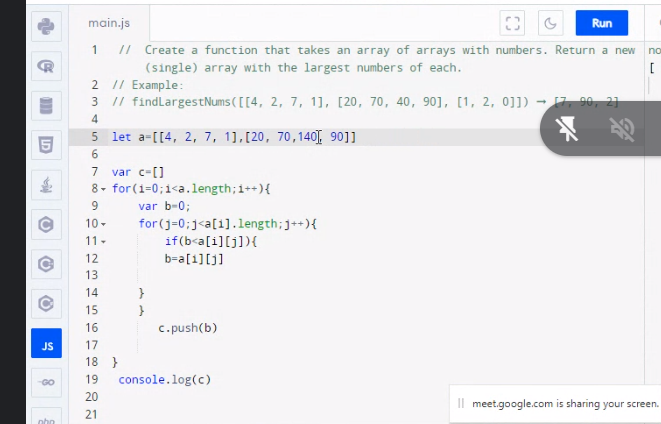 main.js
Run
1 // Create a function that takes an array of arrays with numbers. Return a new
(single) array with the largest numbers of each.
2 // Example:
3 // findLargestNums([[4, 2, 7, 1], [20, 70, 40, 90], [1, 2, 0]]) → [7, 90, 2]
4
5 let a=[[4, 2, 7, 1],[20, 70,140, 90]]
6
7 var c=[]
8 for(i=0;i<a.length;i++){
9 var b=0;
10 for(j=0;j<a[i].length;j++){
11 if(b<a[i][j]){
12 b=a[i][j]
13
14 }
15 }
16 c.push(b)
17
18 }
19 console.log(c)
20
21
no
[
R
5
C
C
C
JS
GO
php
meet.google.com is sharing your screen.